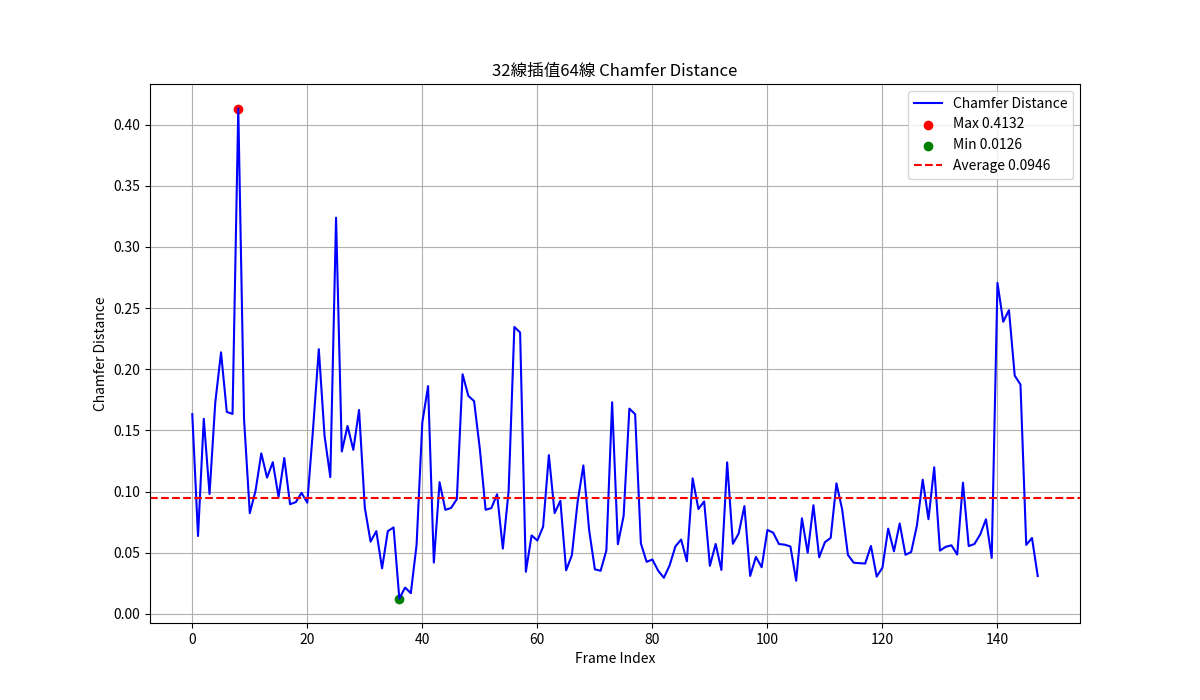 32線插值64線 Chamfer Distance
Chamfer Distance
Max 0.4132
Min 0.0126
Average 0.0946
0.40
0.35
0.30
0.25
0.20
0.15
0.10
0.05
0.00
Chamfer Distance
0 20 40 60 80 100 120 140
Frame Index